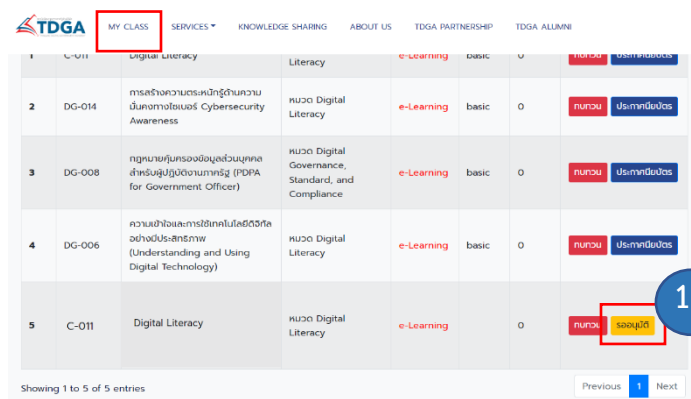 TDGA
MY CLASS SERVICES KNOWLEDGE SHARING ABOUT US TDGA PARTNERSHIP TDGA ALUMNI
1 C-011 Digital Literacy Literacy e-Learning basic 0 ทบทวน ประกาศนียบัตร
การสร้างความตระหนักรู้ด้านความ
มั่นคงทางไซเบอร์ Cybersecurity
Awareness
2 DG-014 หมวด Digital
Literacy
e-Learning basic 0 ทบทวน ประกาศนียบัตร
กฎหมายคุ้มครองข้อมูลส่วนบุคคล
สำหรับผู้ปฏิบัติงานภาครัฐ (PDPA
for Government Officer)
3 DG-008 หมวด Digital
Governance,
Standard, and
Compliance
e-Learning basic 0 ทบทวน ประกาศนียบัตร
ความเข้าใจและการใช้เทคโนโลยีดิจิทัล
อย่างมีประสิทธิภาพ
(Understanding and Using
Digital Technology)
4 DG-006 หมวด Digital
Literacy
e-Learning basic 0 ทบทวน ประกาศนียบัตร
5 C-011 Digital Literacy หมวด Digital
Literacy
e-Learning 0 ทบทวน รออนุมัติ
1
Showing 1 to 5 of 5 entries Previous 1 Next